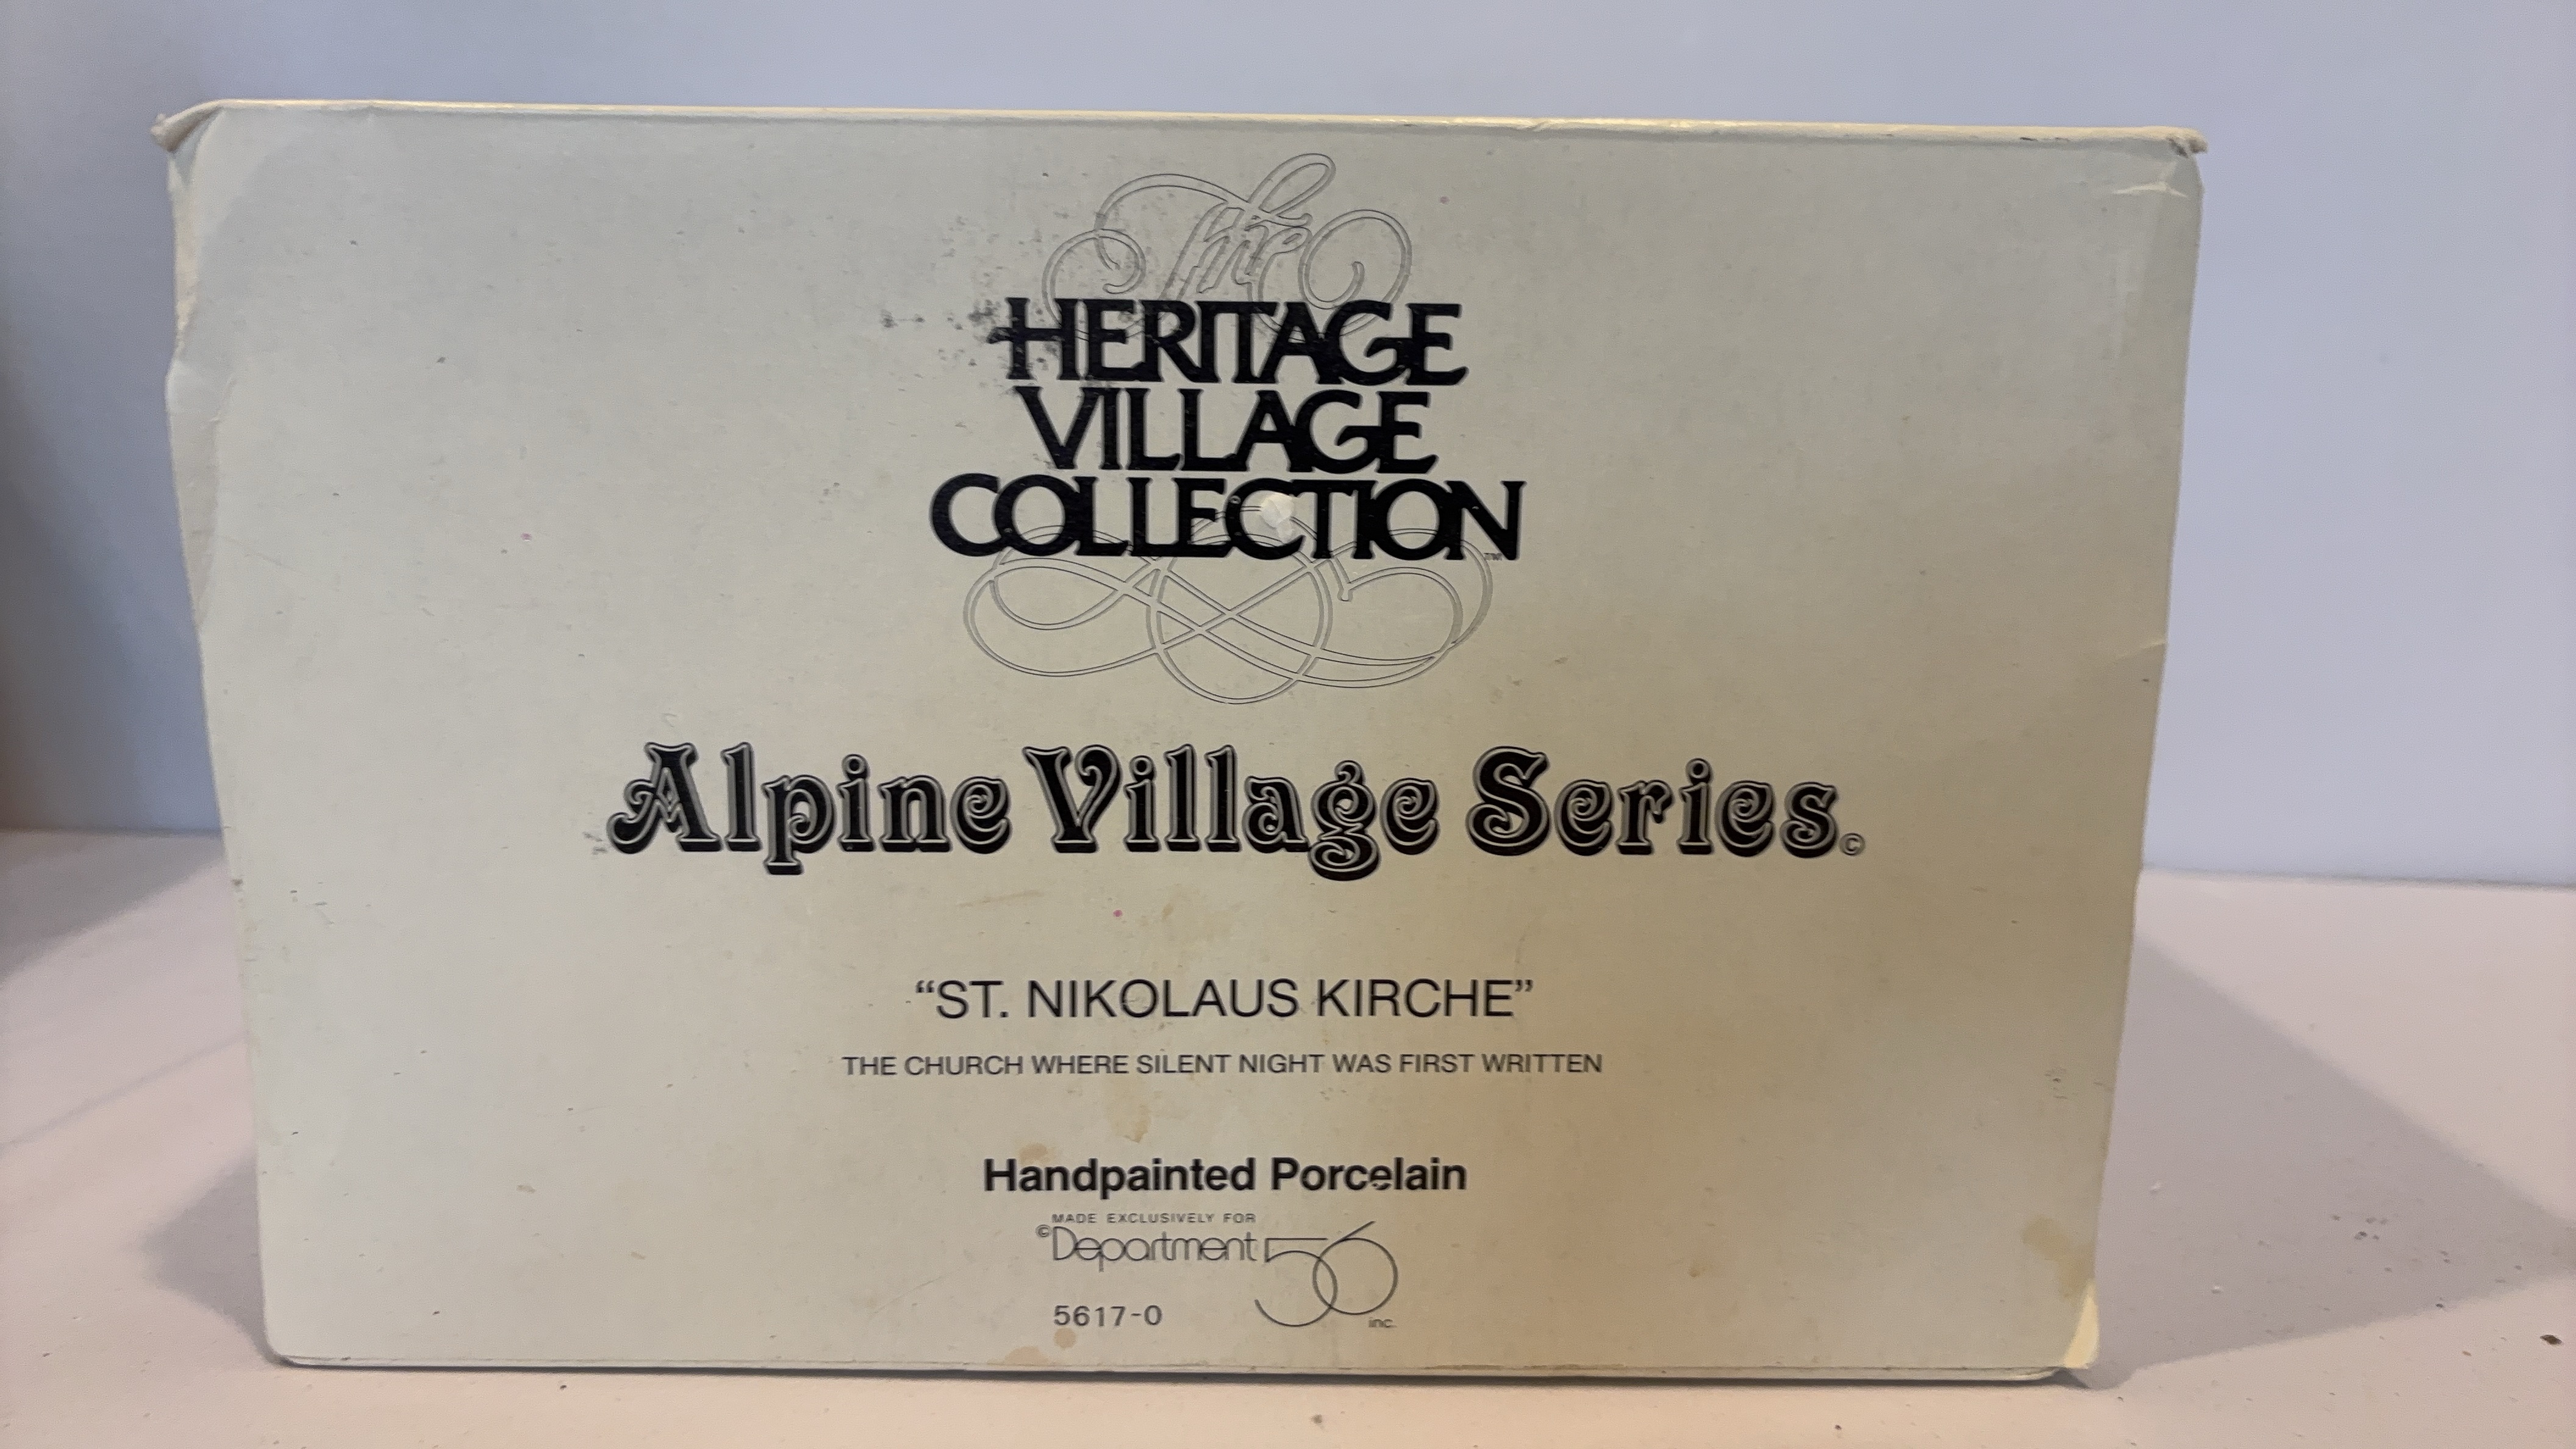 The
HERITAGE
VILLAGE
COLLECTION™
Alpine Village Series©
“ST. NIKOLAUS KIRCHE”
THE CHURCH WHERE SILENT NIGHT WAS FIRST WRITTEN
Handpainted Porcelain
MADE EXCLUSIVELY FOR
©Department 56
inc.
5617-0